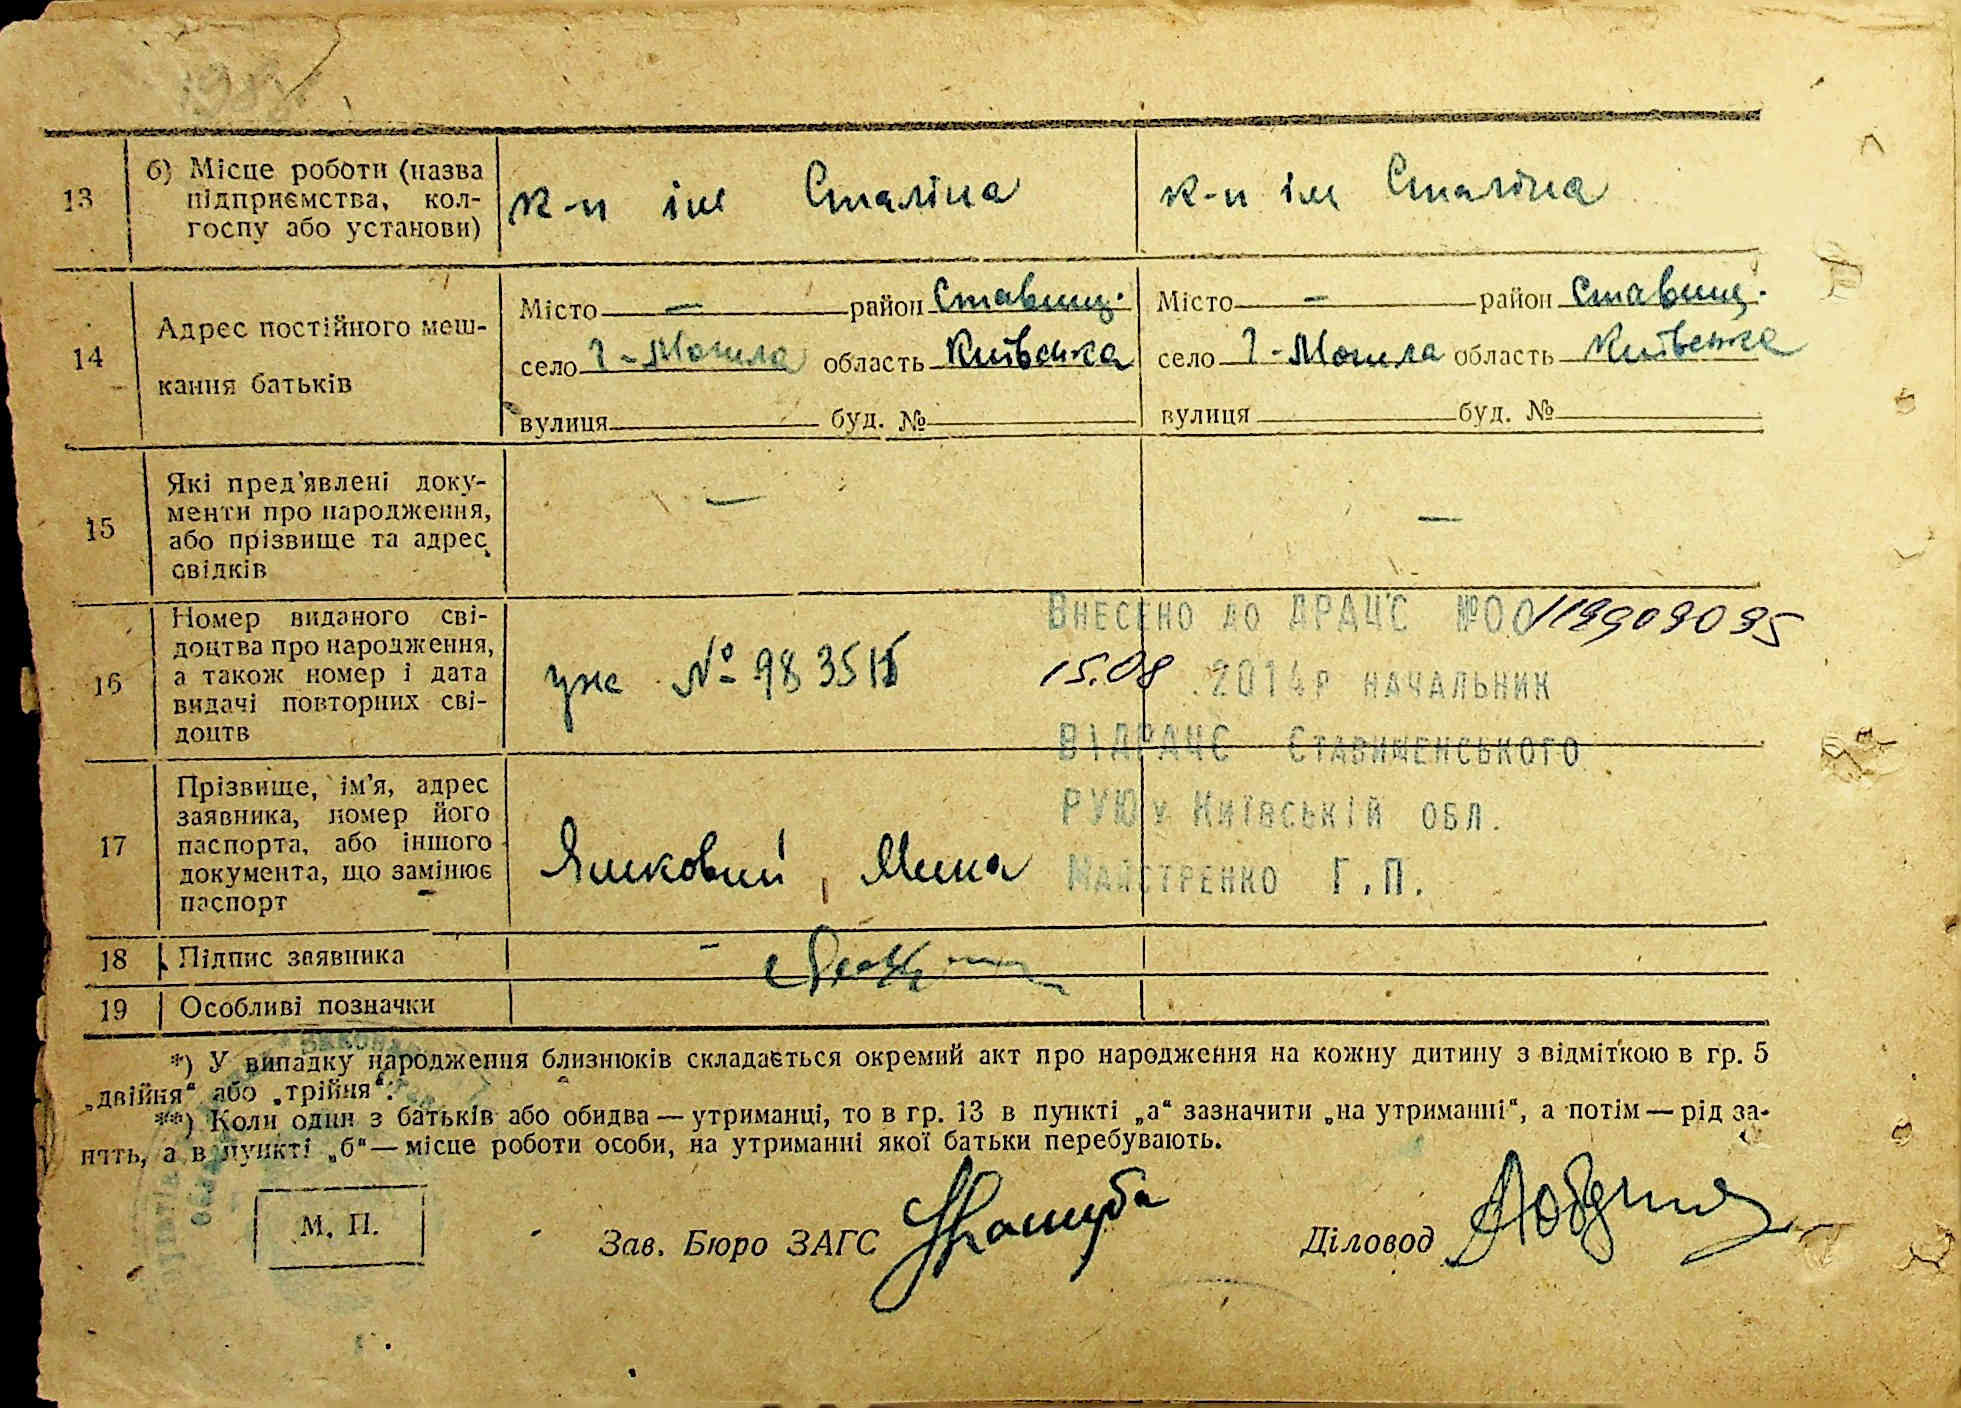 13
б) Місце роботи (назва
підприємства, кол-
госпу або установи)
к-п ім Сталіна
к-п ім Сталіна
14
Адрес постійного меш-
кання батьків
Місто — район Ставищ.
село Г-Могила область Київська
вулиця буд. №
Місто — район Ставищ.
село Г-Могила область Київська
вулиця буд. №
15
Які пред'явлені доку-
менти про народження,
або прізвище та адрес
свідків
—
—
16
Номер виданого сві-
доцтва про народження,
а також номер і дата
видачі повторних сві-
доцтв
№ 98 35
Внесено до ДРАЦС №00119909095
15.08.2014р начальник
ВІДРАЦС Ставищенського
РУЮ у Київській обл.
Майстренко Г.П.
17
Прізвище, ім'я, адрес
заявника, номер його
паспорта, або іншого
документа, що замінює
паспорт
18
Підпис заявника
19
Особливі позначки
*) У випадку народження близнюків складається окремий акт про народження на кожну дитину з відміткою в гр. 5
„двійня“ або „трійня“.
**) Коли один з батьків або обидва — утриманці, то в гр. 13 в пункті „а“ зазначити „на утриманні“, а потім — рід за-
нять, а в пункті „б“ — місце роботи особи, на утриманні якої батьки перебувають.
М. П.
Зав. Бюро ЗАГС
Діловод